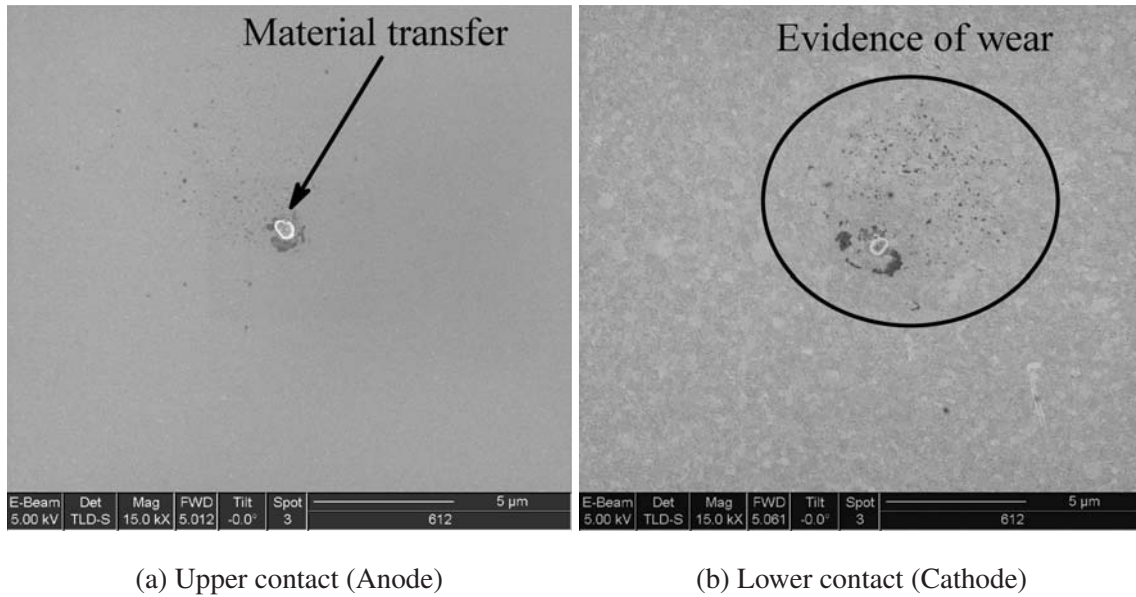 Material transfer
E-Beam Det Mag FWD Tilt Spot 5 µm
5.00 kV TLD-S 15.0 kX 5.012 -0.0° 3 612
Evidence of wear
E-Beam Det Mag FWD Tilt Spot 5 µm
5.00 kV TLD-S 15.0 kX 5.061 -0.0° 3 612
(a) Upper contact (Anode)
(b) Lower contact (Cathode)